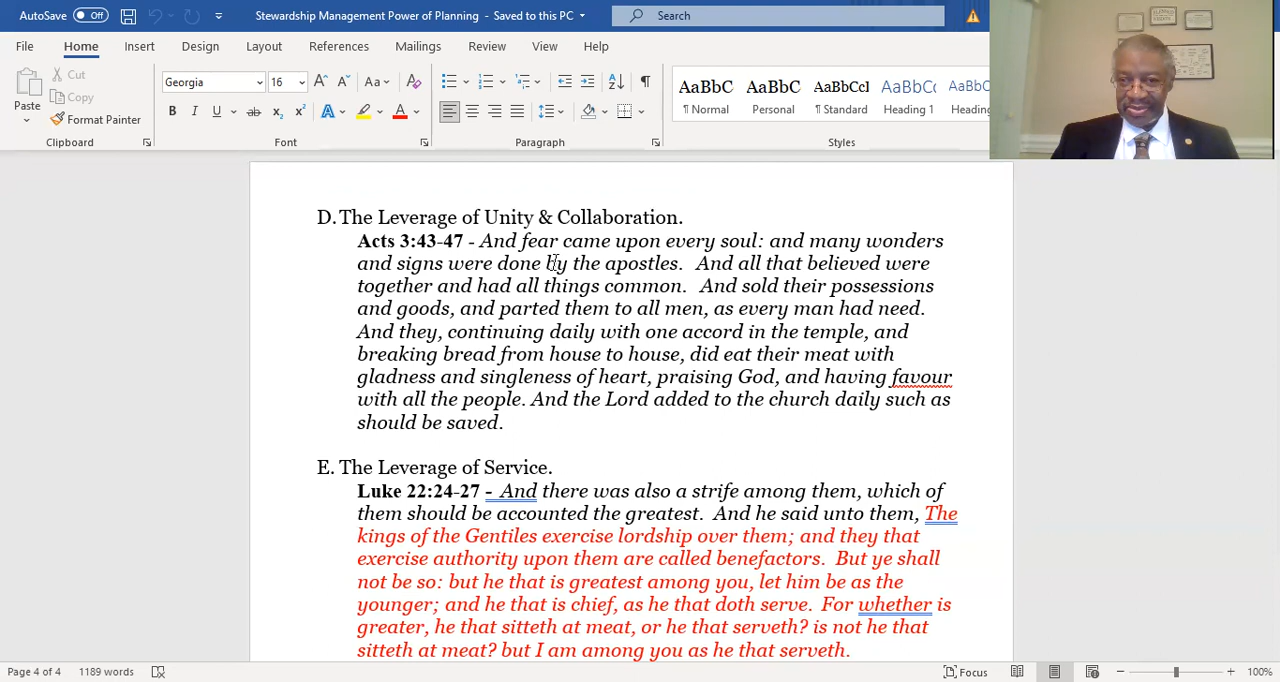 AutoSave Off Stewardship Management Power of Planning - Saved to this PC Search
File Home Insert Design Layout References Mailings Review View Help
Paste Cut Copy Format Painter
Georgia 16 Aa
B I U ab x₂ x² A A
AaBbC AaBbC AaBbCcI AaBbC AaBbC
¶ Normal Personal ¶ Standard Heading 1 Heading
Clipboard Font Paragraph Styles
D. The Leverage of Unity & Collaboration.
Acts 3:43-47 - And fear came upon every soul: and many wonders
and signs were done by the apostles. And all that believed were
together and had all things common. And sold their possessions
and goods, and parted them to all men, as every man had need.
And they, continuing daily with one accord in the temple, and
breaking bread from house to house, did eat their meat with
gladness and singleness of heart, praising God, and having favour
with all the people. And the Lord added to the church daily such as
should be saved.
E. The Leverage of Service.
Luke 22:24-27 - And there was also a strife among them, which of
them should be accounted the greatest. And he said unto them, The
kings of the Gentiles exercise lordship over them; and they that
exercise authority upon them are called benefactors. But ye shall
not be so: but he that is greatest among you, let him be as the
younger; and he that is chief, as he that doth serve. For whether is
greater, he that sitteth at meat, or he that serveth? is not he that
sitteth at meat? but I am among you as he that serveth.
Page 4 of 4 1189 words Focus 100%